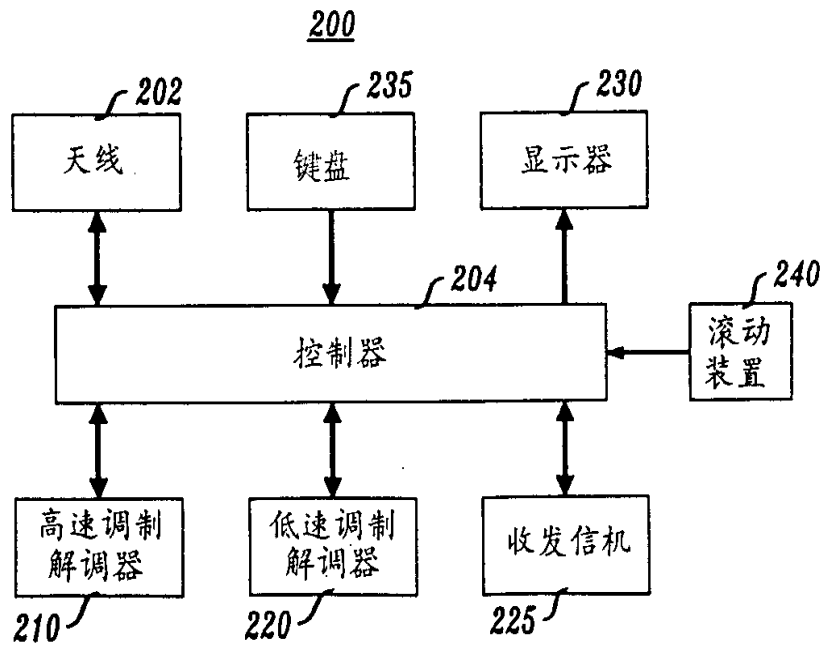 200
202
235
230
天线
键盘
显示器
204
240
控制器
滚动
装置
高速调制
解调器
低速调制
解调器
收发信机
210
220
225